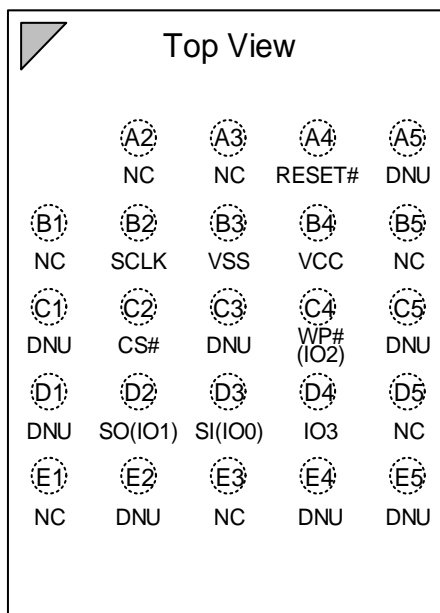 Top View
A2 A3 A4 A5
NC NC RESET# DNU
B1 B2 B3 B4 B5
NC SCLK VSS VCC NC
C1 C2 C3 C4 C5
DNU CS# DNU WP# DNU
(IO2)
D1 D2 D3 D4 D5
DNU SO(IO1) SI(IO0) IO3 NC
E1 E2 E3 E4 E5
NC DNU NC DNU DNU